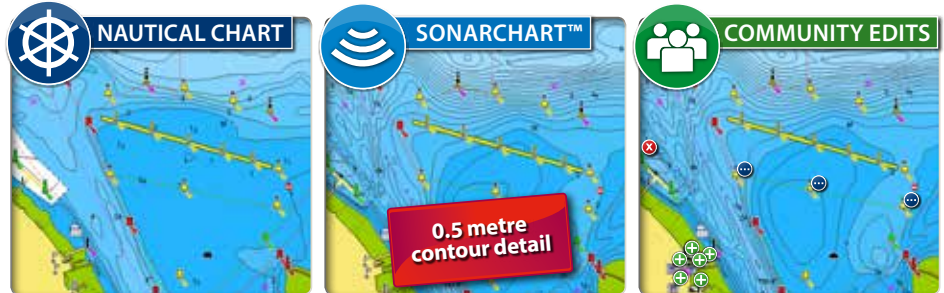 NAUTICAL CHART
SONARCHART™
COMMUNITY EDITS
0.5 metre
contour detail